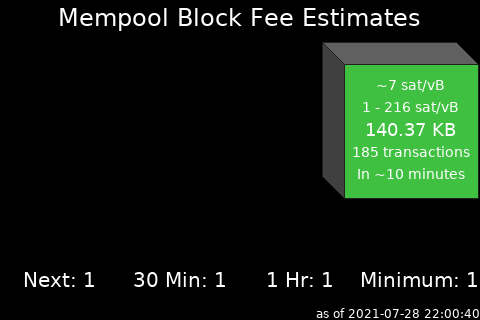 Mempool Block Fee Estimates
~7 sat/vB
1 - 216 sat/vB
140.37 KB
185 transactions
In ~10 minutes
Next: 1 30 Min: 1 1 Hr: 1 Minimum: 1
as of 2021-07-28 22:00:40